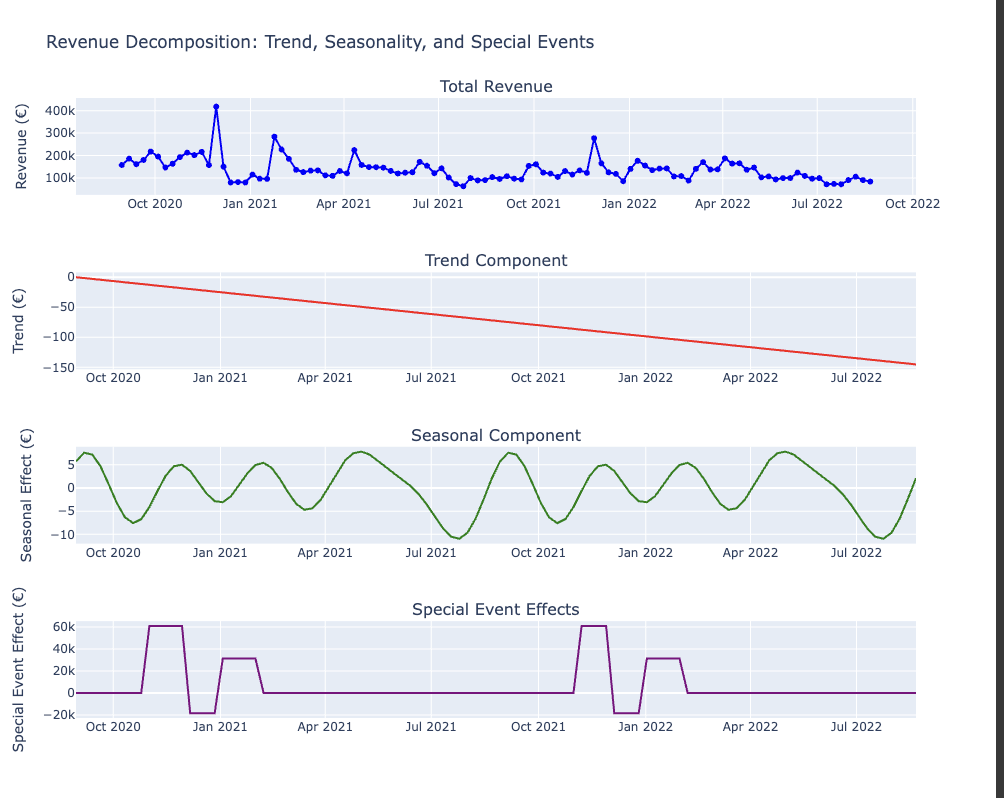 Revenue Decomposition: Trend, Seasonality, and Special Events
Total Revenue
Revenue (€)
400k
300k
200k
100k
Oct 2020 Jan 2021 Apr 2021 Jul 2021 Oct 2021 Jan 2022 Apr 2022 Jul 2022 Oct 2022
Trend Component
Trend (€)
0
−50
−100
−150
Oct 2020 Jan 2021 Apr 2021 Jul 2021 Oct 2021 Jan 2022 Apr 2022 Jul 2022
Seasonal Component
Seasonal Effect (€)
5
0
−5
−10
Oct 2020 Jan 2021 Apr 2021 Jul 2021 Oct 2021 Jan 2022 Apr 2022 Jul 2022
Special Event Effects
Special Event Effect (€)
60k
40k
20k
0
−20k
Oct 2020 Jan 2021 Apr 2021 Jul 2021 Oct 2021 Jan 2022 Apr 2022 Jul 2022